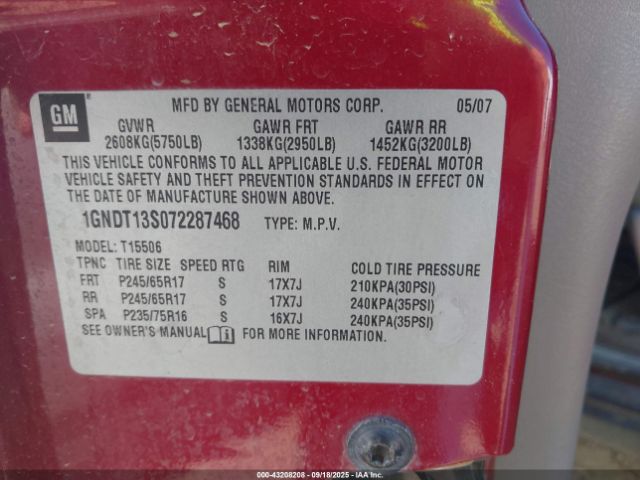 GM MFD BY GENERAL MOTORS CORP. 05/07
GVWR GAWR FRT GAWR RR
2608KG(5750LB) 1338KG(2950LB) 1452KG(3200LB)
THIS VEHICLE CONFORMS TO ALL APPLICABLE U.S. FEDERAL MOTOR
VEHICLE SAFETY AND THEFT PREVENTION STANDARDS IN EFFECT ON
THE DATE OF MANUFACTURE SHOWN ABOVE.
1GNDT13S072287468 TYPE: M.P.V.
MODEL: T15506
TPNC TIRE SIZE SPEED RTG RIM COLD TIRE PRESSURE
FRT P245/65R17 S 17X7J 210KPA(30PSI)
RR P245/65R17 S 17X7J 240KPA(35PSI)
SPA P235/75R16 S 16X7J 240KPA(35PSI)
SEE OWNER'S MANUAL FOR MORE INFORMATION.
000-43208208 - 09/18/2025 - IAA Inc.